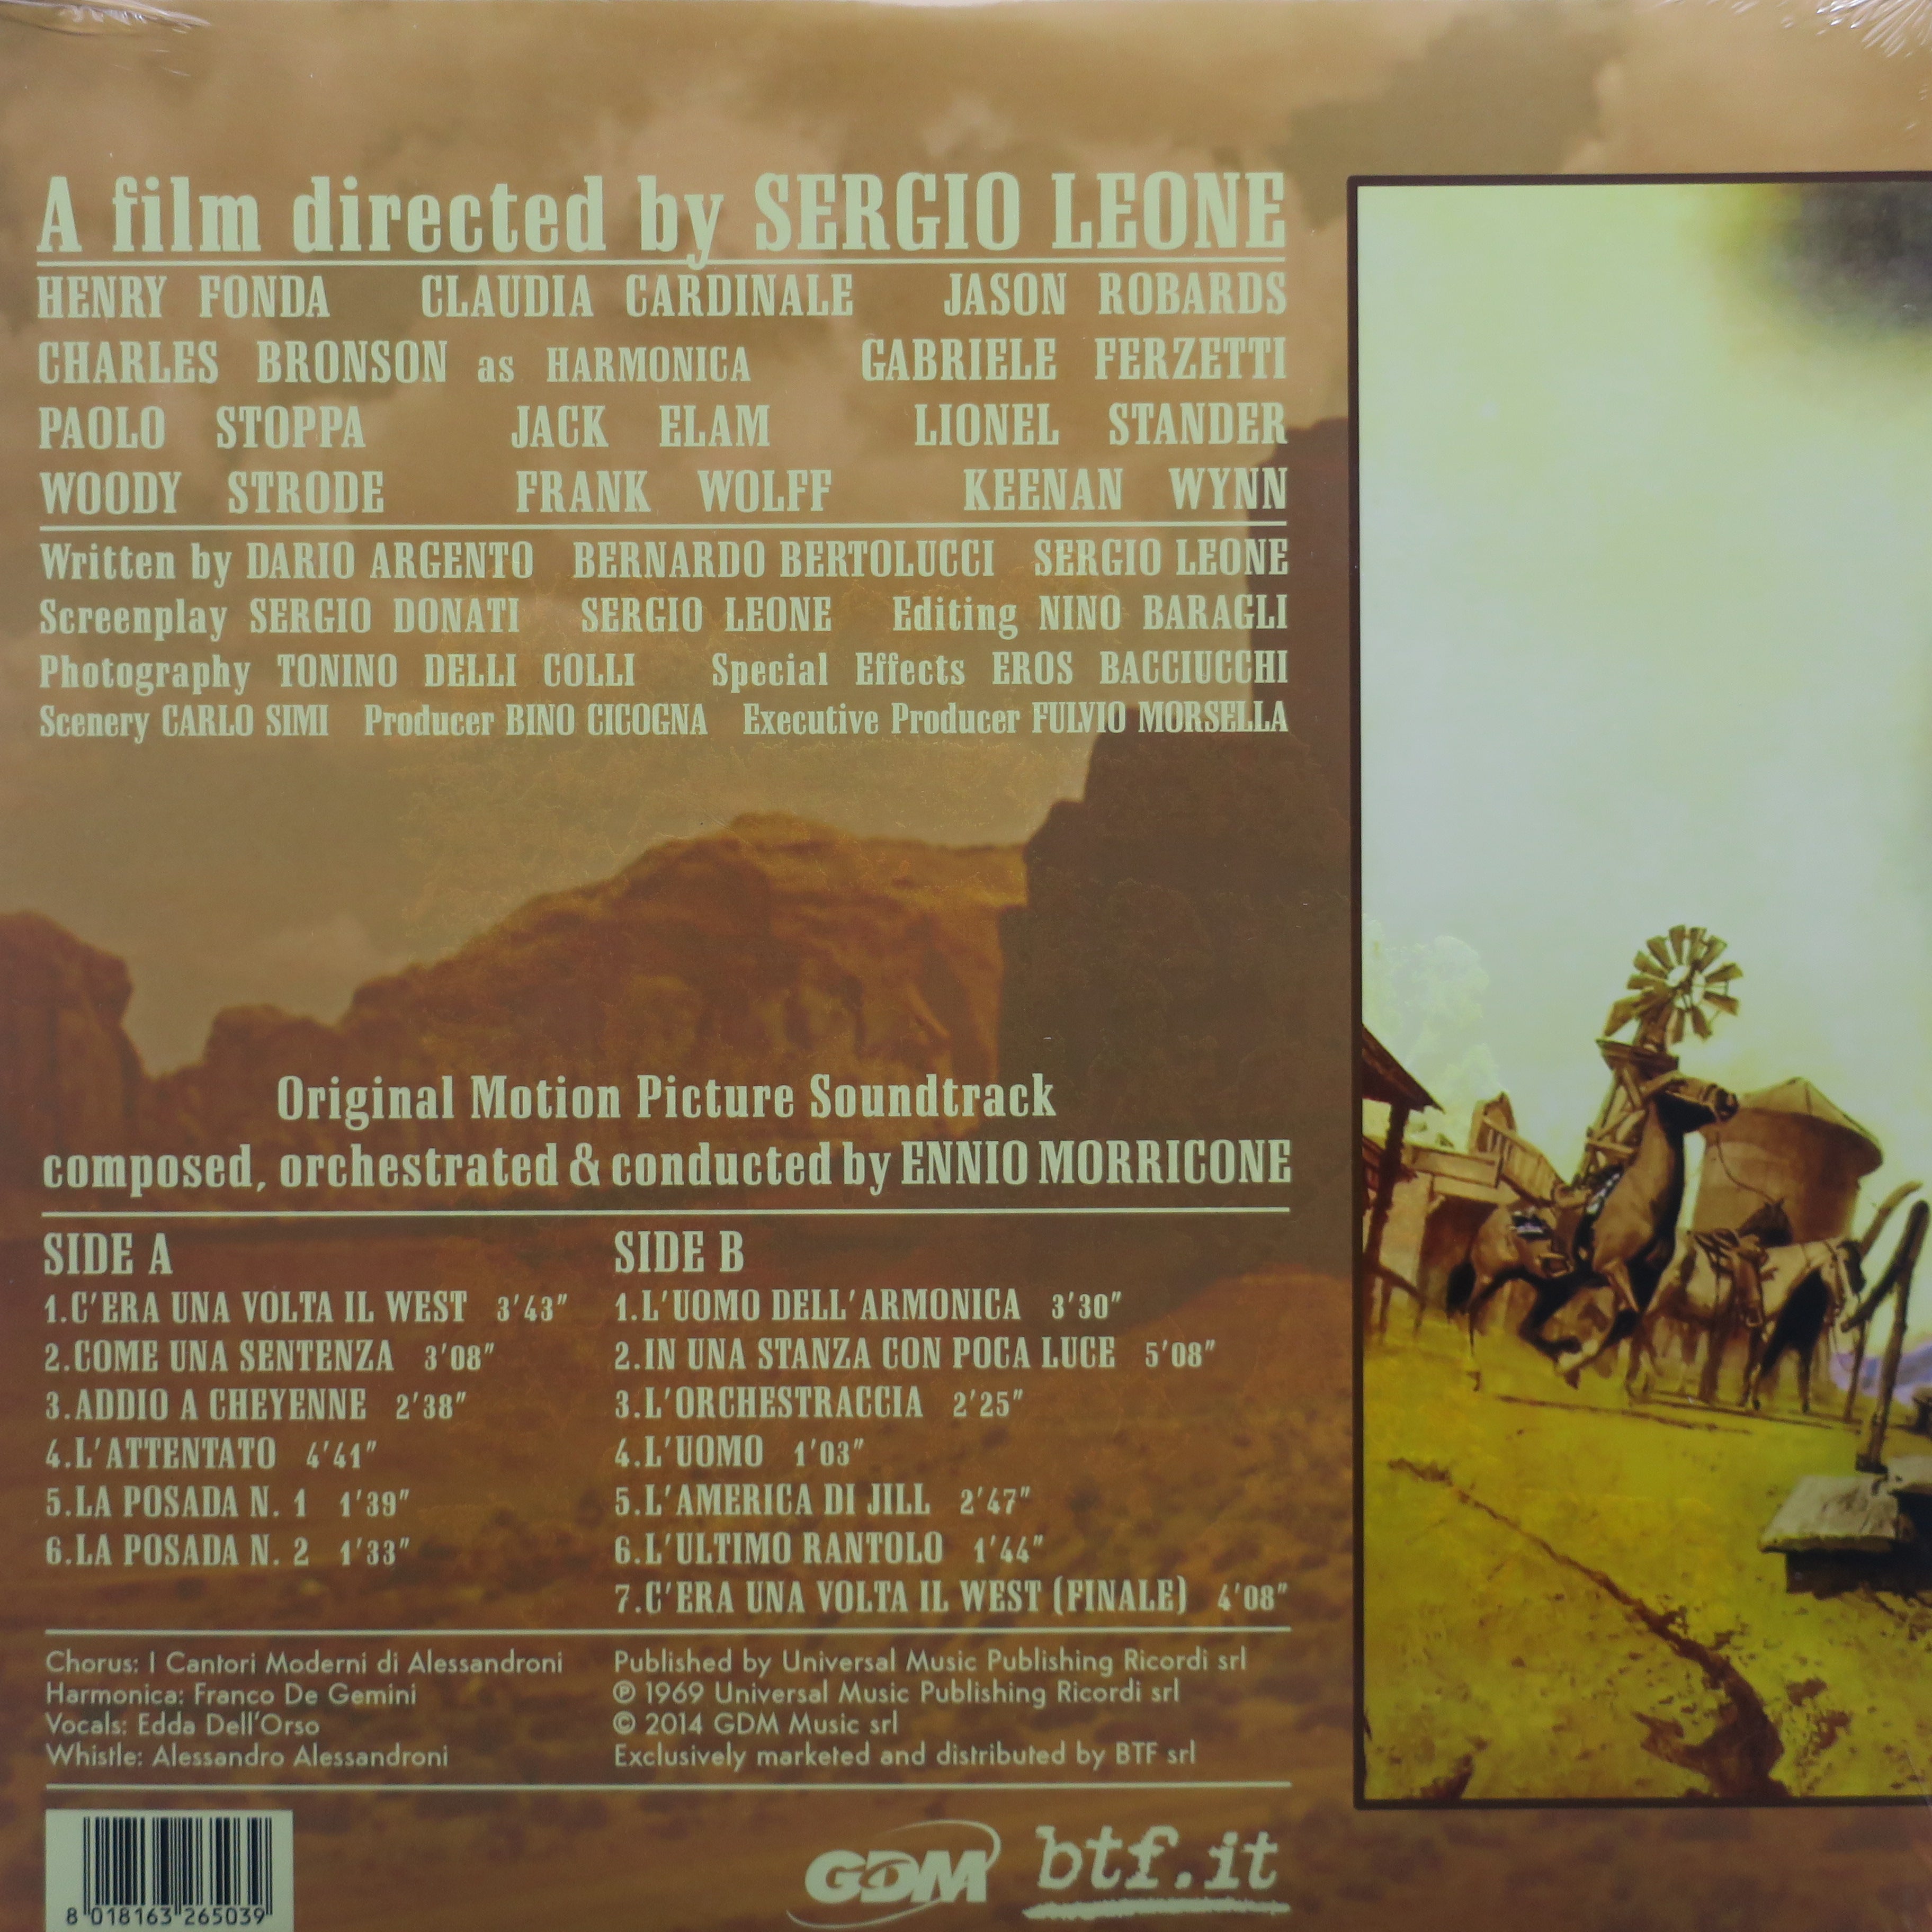 A film directed by SERGIO LEONE
HENRY FONDA CLAUDIA CARDINALE JASON ROBARDS
CHARLES BRONSON as HARMONICA GABRIELE FERZETTI
PAOLO STOPPA JACK ELAM LIONEL STANDER
WOODY STRODE FRANK WOLFF KEENAN WYNN
Written by DARIO ARGENTO BERNARDO BERTOLUCCI SERGIO LEONE
Screenplay SERGIO DONATI SERGIO LEONE Editing NINO BARAGLI
Photography TONINO DELLI COLLI Special Effects EROS BACCIUCCHI
Scenery CARLO SIMI Producer BINO CICOGNA Executive Producer FULVIO MORSELLA
Original Motion Picture Soundtrack
composed, orchestrated & conducted by ENNIO MORRICONE
SIDE A
1.C'ERA UNA VOLTA IL WEST 3'43"
2.COME UNA SENTENZA 3'08"
3.ADDIO A CHEYENNE 2'38"
4.L'ATTENTATO 4'41"
5.LA POSADA N. 1 1'39"
6.LA POSADA N. 2 1'33"
SIDE B
1.L'UOMO DELL'ARMONICA 3'30"
2.IN UNA STANZA CON POCA LUCE 5'08"
3.L'ORCHESTRACCIA 2'25"
4.L'UOMO 1'03"
5.L'AMERICA DI JILL 2'47"
6.L'ULTIMO RANTOLO 1'44"
7.C'ERA UNA VOLTA IL WEST (FINALE) 4'08"
Chorus: I Cantori Moderni di Alessandroni
Harmonica: Franco De Gemini
Vocals: Edda Dell'Orso
Whistle: Alessandro Alessandroni
Published by Universal Music Publishing Ricordi srl
℗ 1969 Universal Music Publishing Ricordi srl
© 2014 GDM Music srl
Exclusively marketed and distributed by BTF srl
8 018163 265039
GDM
btf.it